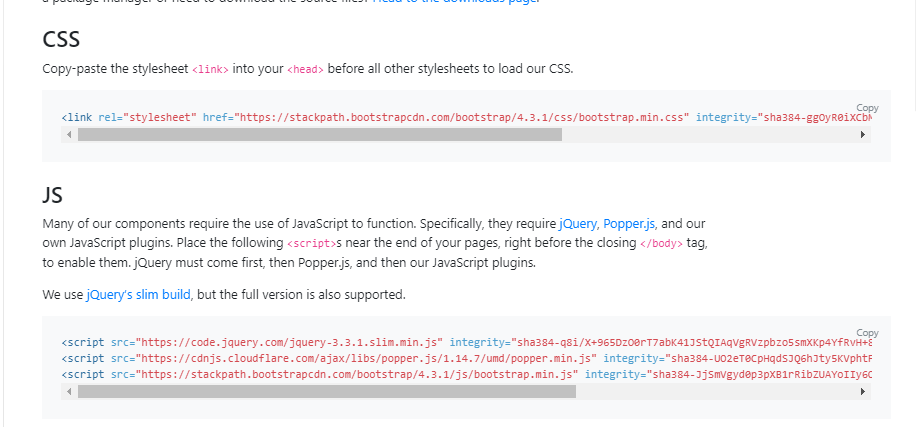 a package manager or need to download the source files? Head to the downloads page.
CSS
Copy-paste the stylesheet <link> into your <head> before all other stylesheets to load our CSS.
Copy
<link rel="stylesheet" href="https://stackpath.bootstrapcdn.com/bootstrap/4.3.1/css/bootstrap.min.css" integrity="sha384-ggOyR0iXCbM
JS
Many of our components require the use of JavaScript to function. Specifically, they require jQuery, Popper.js, and our
own JavaScript plugins. Place the following <script>s near the end of your pages, right before the closing </body> tag,
to enable them. jQuery must come first, then Popper.js, and then our JavaScript plugins.
We use jQuery's slim build, but the full version is also supported.
Copy
<script src="https://code.jquery.com/jquery-3.3.1.slim.min.js" integrity="sha384-q8i/X+965DzO0rT7abK41JStQIAqVgRVzpbzo5smXKp4YfRvH+8
<script src="https://cdnjs.cloudflare.com/ajax/libs/popper.js/1.14.7/umd/popper.min.js" integrity="sha384-UO2eT0CpHqdSJQ6hJty5KVphtP
<script src="https://stackpath.bootstrapcdn.com/bootstrap/4.3.1/js/bootstrap.min.js" integrity="sha384-JjSmVgyd0p3pXB1rRibZUAYoIIy6O